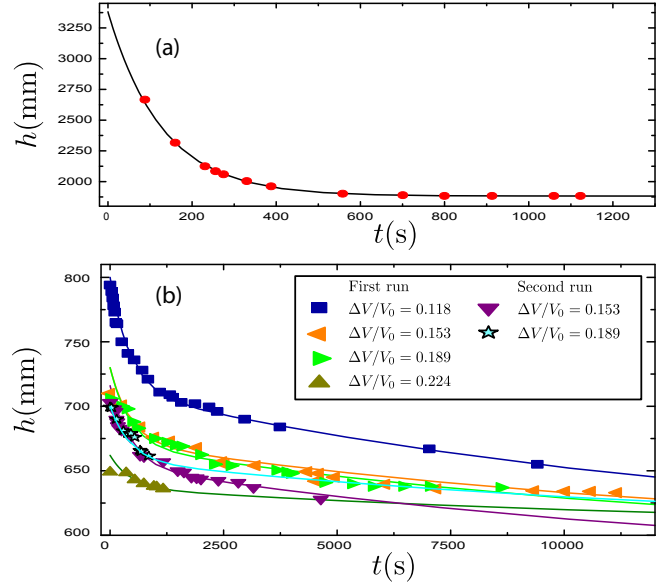 (a)
h(mm)
3250
3000
2750
2500
2250
2000
0 200 400 600 800 1000 1200
t(s)
(b)
h(mm)
800
750
700
650
600
First run Second run
ΔV/V₀ = 0.118 ΔV/V₀ = 0.153
ΔV/V₀ = 0.153 ΔV/V₀ = 0.189
ΔV/V₀ = 0.189
ΔV/V₀ = 0.224
0 2500 5000 7500 10000
t(s)